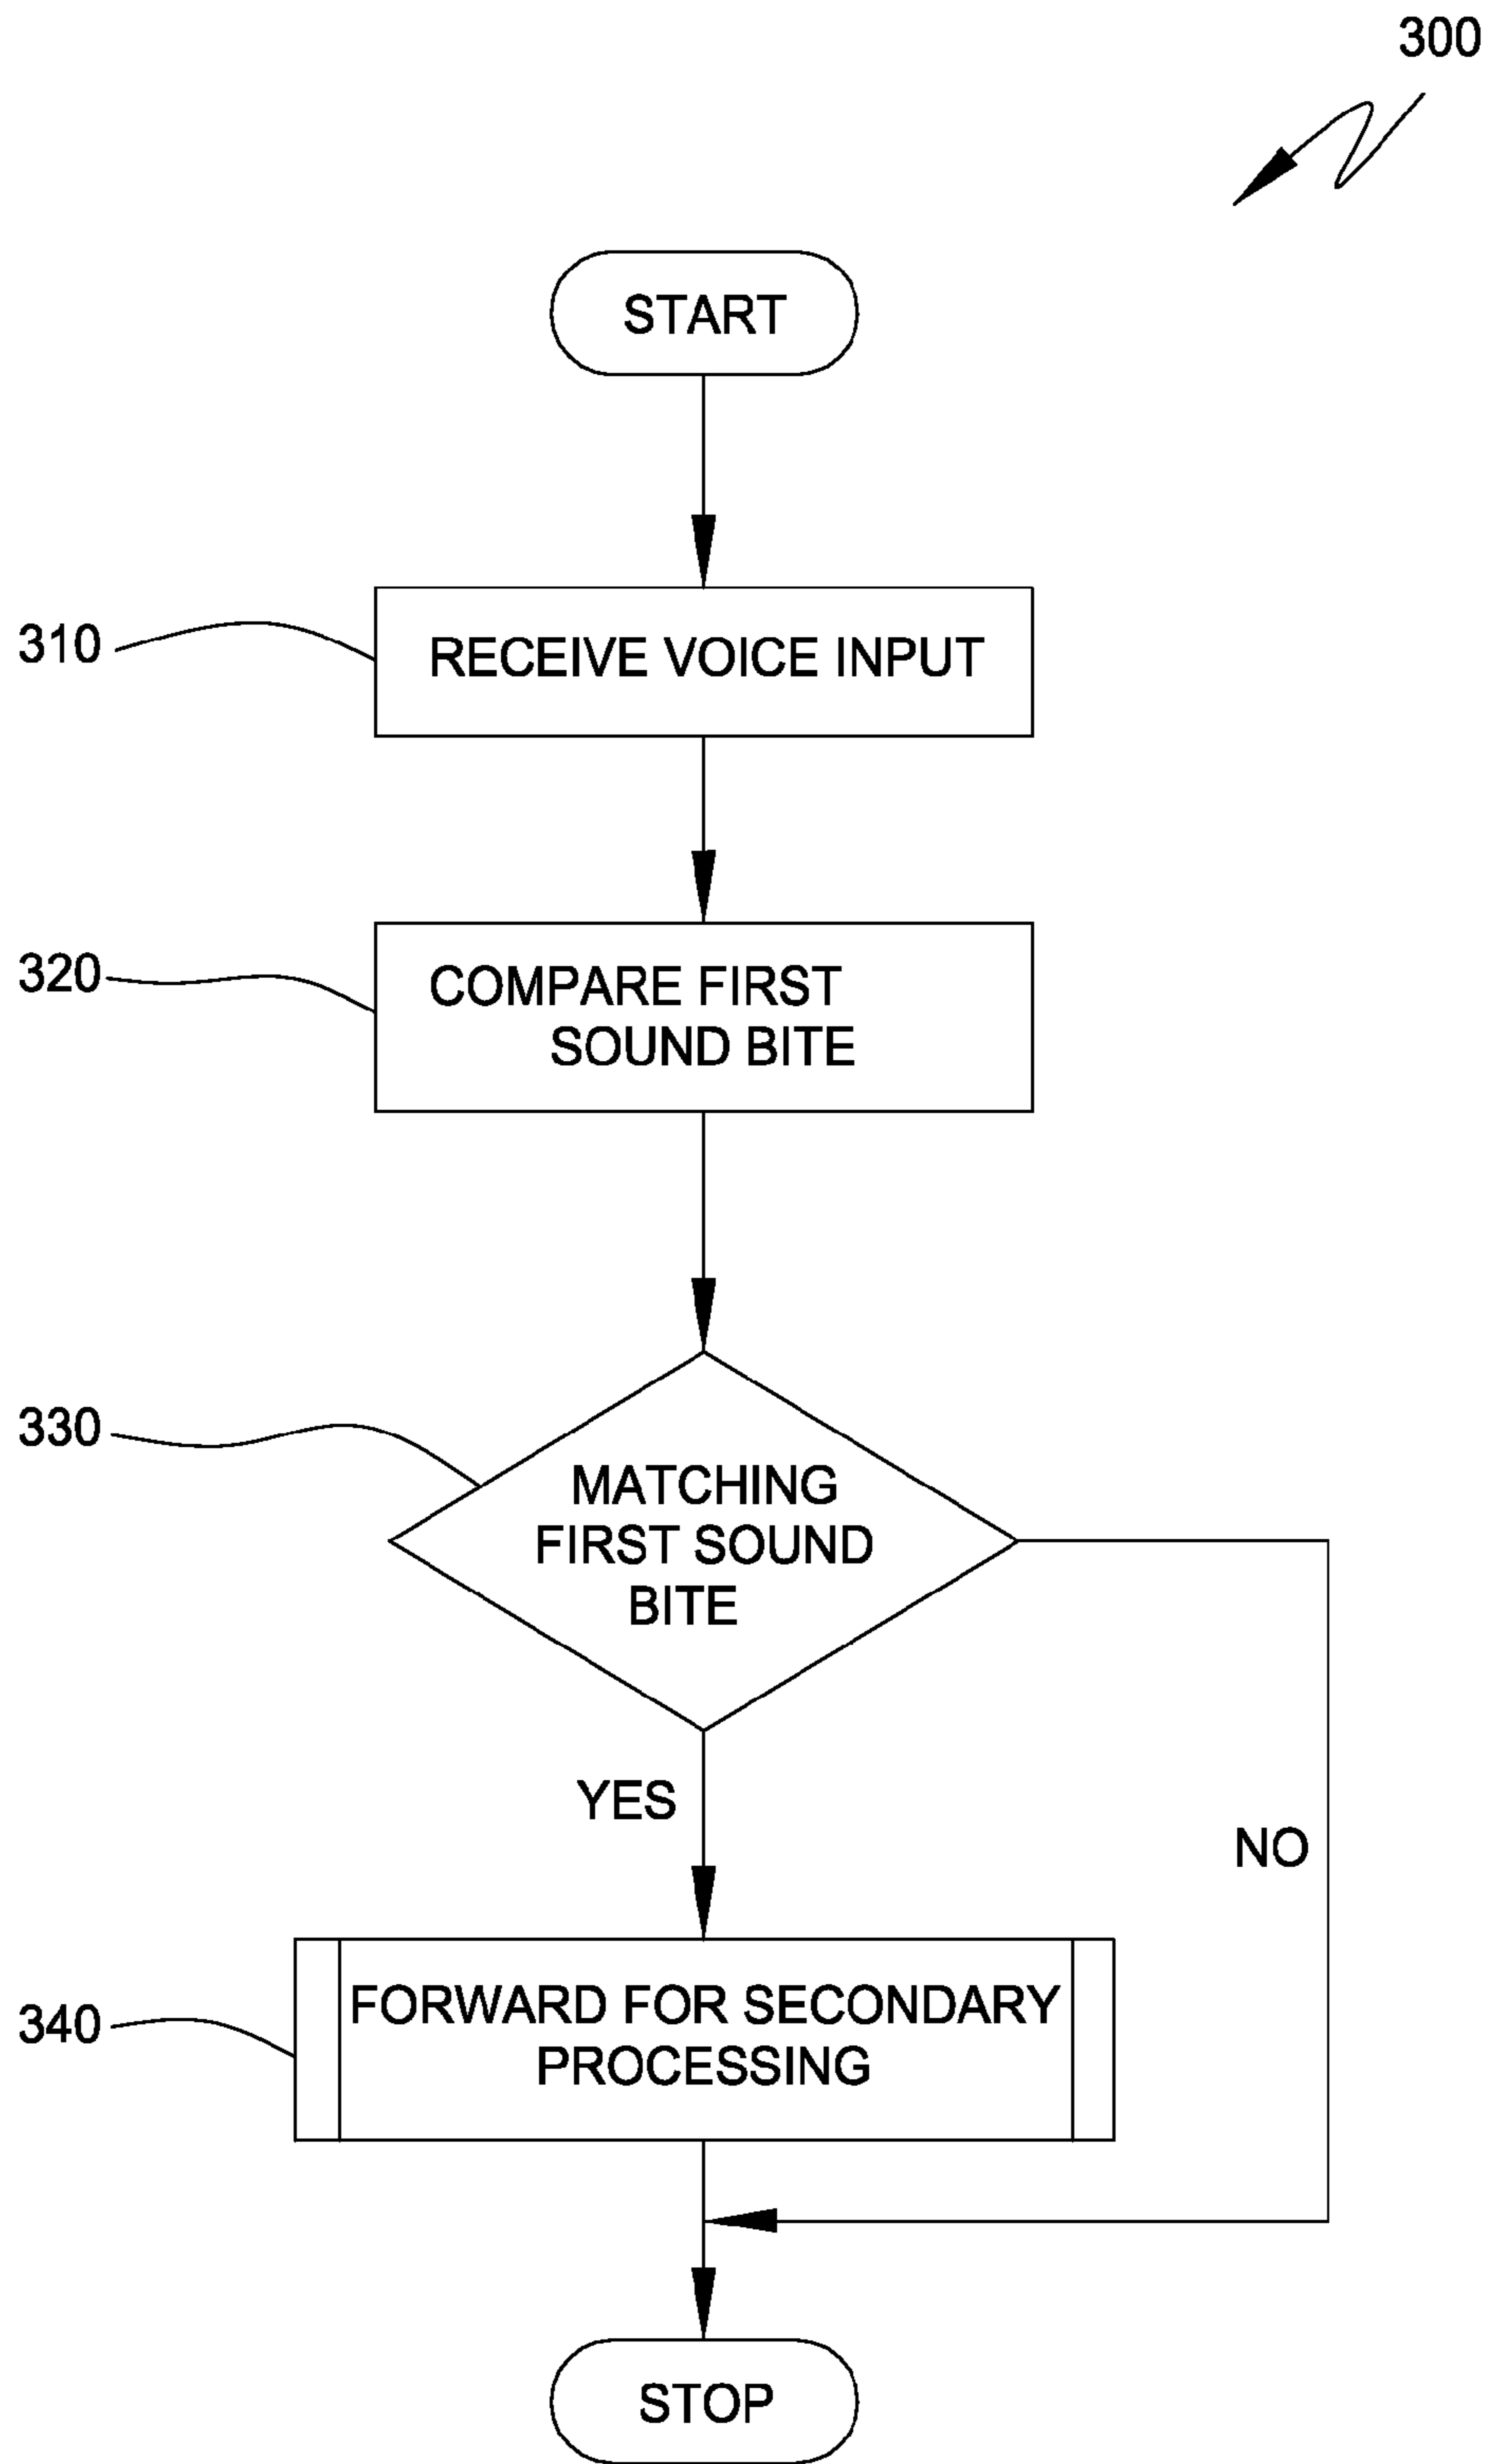 300
START
310
RECEIVE VOICE INPUT
320
COMPARE FIRST
SOUND BITE
330
MATCHING
FIRST SOUND
BITE
YES
NO
340
FORWARD FOR SECONDARY
PROCESSING
STOP